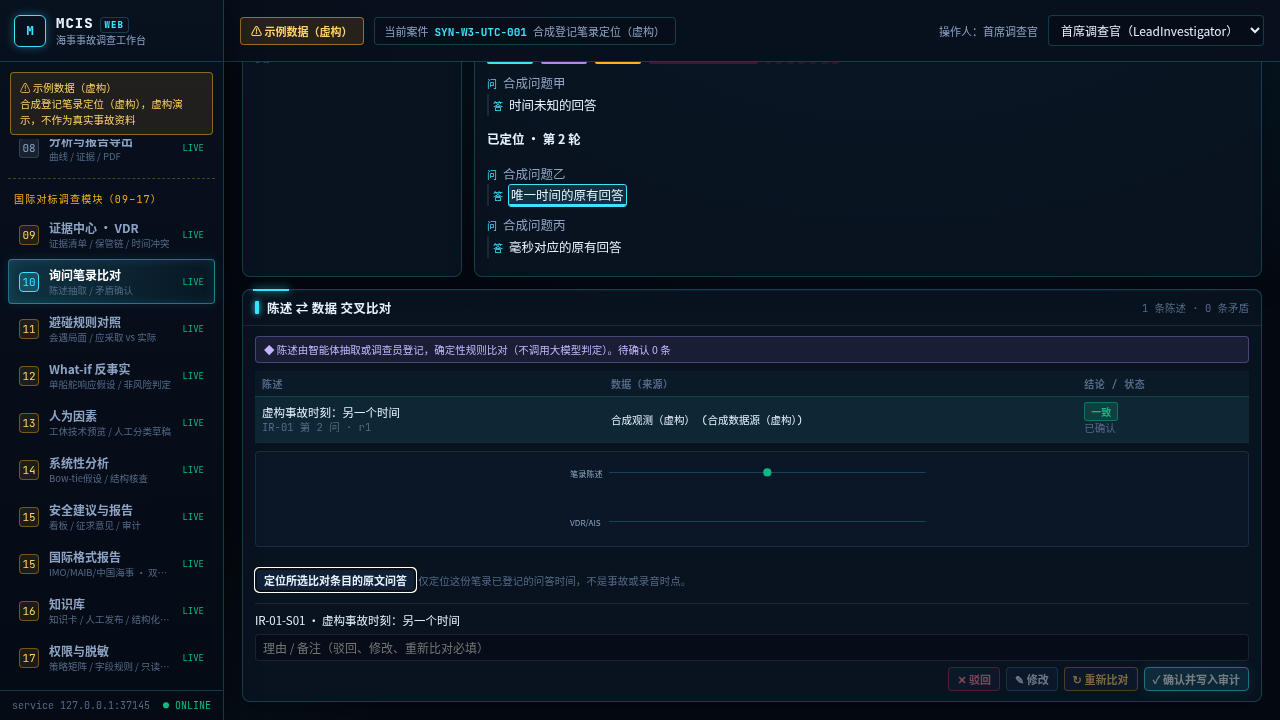 M
MCIS WEB
海事事故调查工作台
⚠ 示例数据（虚构）
当前案件 SYN-W3-UTC-001 合成登记笔录定位（虚构）
操作人：首席调查官
首席调查官（LeadInvestigator）
⚠ 示例数据（虚构）
合成登记笔录定位（虚构），虚构演示，不作为真实事故资料
08 分析与报告导出 LIVE
曲线 / 证据 / PDF
国际对标调查模块（09–17）
09 证据中心 · VDR LIVE
证据清单 / 保管链 / 时间冲突
10 询问笔录比对 LIVE
陈述抽取 / 矛盾确认
11 避碰规则对照 LIVE
会遇局面 / 应采取 vs 实际
12 What-if 反事实 LIVE
单船舵响应假设 / 非风险判定
13 人为因素 LIVE
工休技术预览 / 人工分类草稿
14 系统性分析 LIVE
Bow-tie假设 / 结构核查
15 安全建议与报告 LIVE
看板 / 征求意见 / 审计
15 国际格式报告 LIVE
IMO/MAIB/中国海事 · 双…
16 知识库 LIVE
知识卡 / 人工发布 / 结构化…
17 权限与脱敏 LIVE
策略矩阵 / 字段规则 / 只读…
service 127.0.0.1:37145 ● ONLINE
问 合成问题甲
答 时间未知的回答
已定位 · 第 2 轮
问 合成问题乙
答 唯一时间的原有回答
问 合成问题丙
答 毫秒对应的原有回答
陈述 ⇄ 数据 交叉比对
1 条陈述 · 0 条矛盾
◆ 陈述由智能体抽取或调查员登记，确定性规则比对（不调用大模型判定）。待确认 0 条
陈述 数据（来源） 结论 / 状态
虚构事故时刻：另一个时间 合成观测（虚构）（合成数据源（虚构）） 一致
IR-01 第 2 问 · r1 已确认
笔录陈述
VDR/AIS
定位所选比对条目的原文问答 仅定位这份笔录已登记的问答时间，不是事故或录音时点。
IR-01-S01 · 虚构事故时刻：另一个时间
理由 / 备注（驳回、修改、重新比对必填）
✕ 驳回 ✎ 修改 ↻ 重新比对 ✓ 确认并写入审计